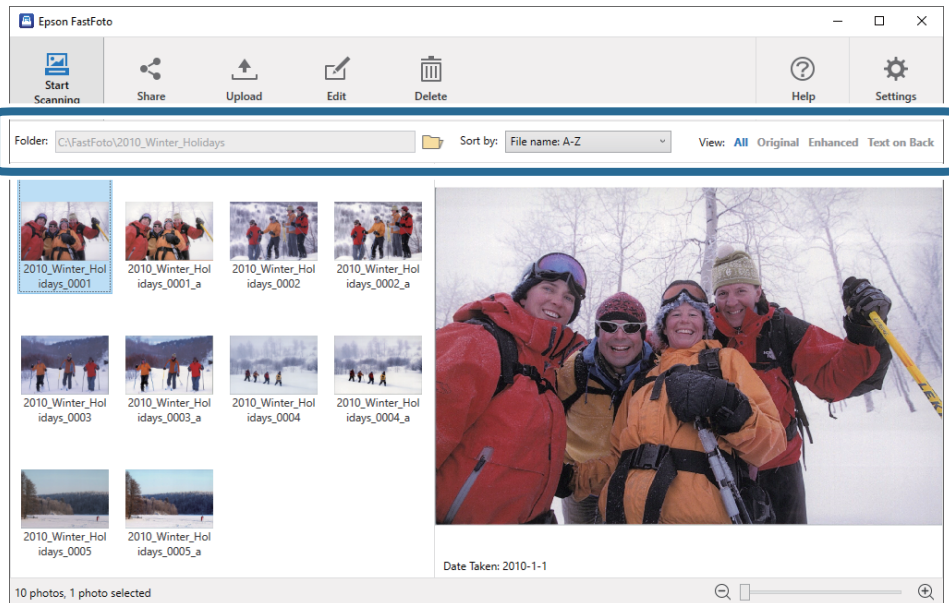 Epson FastFoto
Start
Scanning
Share
Upload
Edit
Delete
Help
Settings
Folder: C:\FastFoto\2010_Winter_Holidays
Sort by: File name: A-Z
View: All Original Enhanced Text on Back
2010_Winter_Hol
idays_0001
2010_Winter_Hol
idays_0001_a
2010_Winter_Hol
idays_0002
2010_Winter_Hol
idays_0002_a
2010_Winter_Hol
idays_0003
2010_Winter_Hol
idays_0003_a
2010_Winter_Hol
idays_0004
2010_Winter_Hol
idays_0004_a
2010_Winter_Hol
idays_0005
2010_Winter_Hol
idays_0005_a
Date Taken: 2010-1-1
10 photos, 1 photo selected